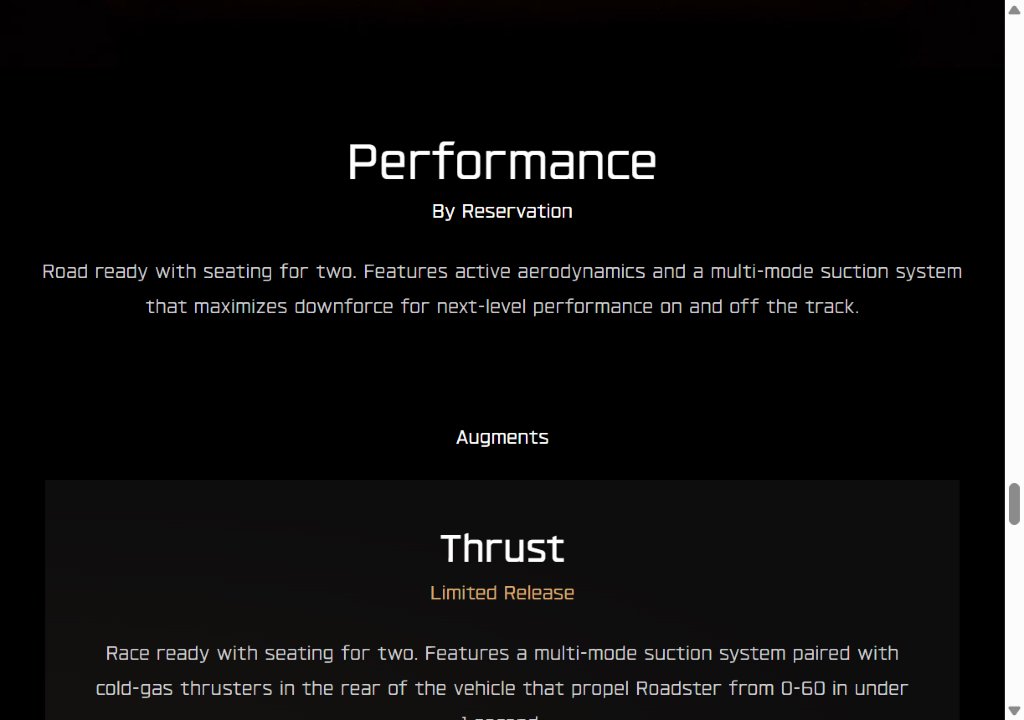 Performance
By Reservation
Road ready with seating for two. Features active aerodynamics and a multi-mode suction system
that maximizes downforce for next-level performance on and off the track.
Augments
Thrust
Limited Release
Race ready with seating for two. Features a multi-mode suction system paired with
cold-gas thrusters in the rear of the vehicle that propel Roadster from 0-60 in under
1 second.